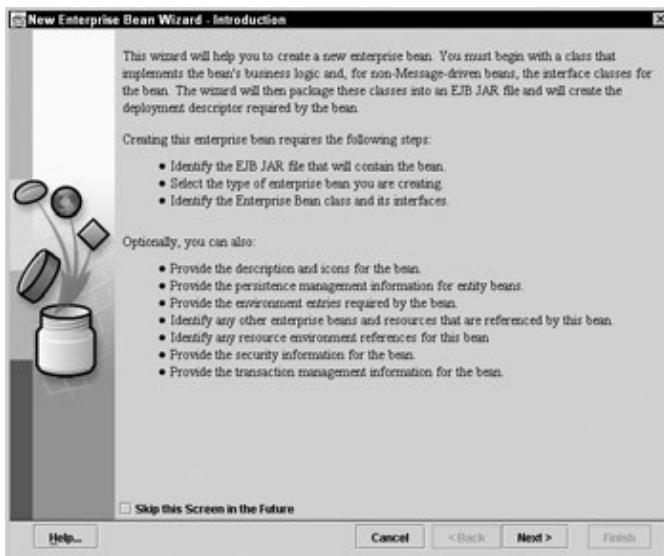 New Enterprise Bean Wizard - Introduction
This wizard will help you to create a new enterprise bean. You must begin with a class that
implements the bean's business logic and, for non-Message-driven beans, the interface classes for
the bean. The wizard will then package these classes into an EJB JAR file and will create the
deployment descriptor required by the bean.
Creating this enterprise bean requires the following steps:
• Identify the EJB JAR file that will contain the bean.
• Select the type of enterprise bean you are creating.
• Identify the Enterprise Bean class and its interfaces.
Optionally, you can also:
• Provide the description and icons for the bean.
• Provide the persistence management information for entity beans.
• Provide the environment entries required by the bean.
• Identify any other enterprise beans and resources that are referenced by this bean.
• Identify any resource environment references for this bean
• Provide the security information for the bean.
• Provide the transaction management information for the bean.
Skip this Screen in the Future
Help... Cancel < Back Next > Finish